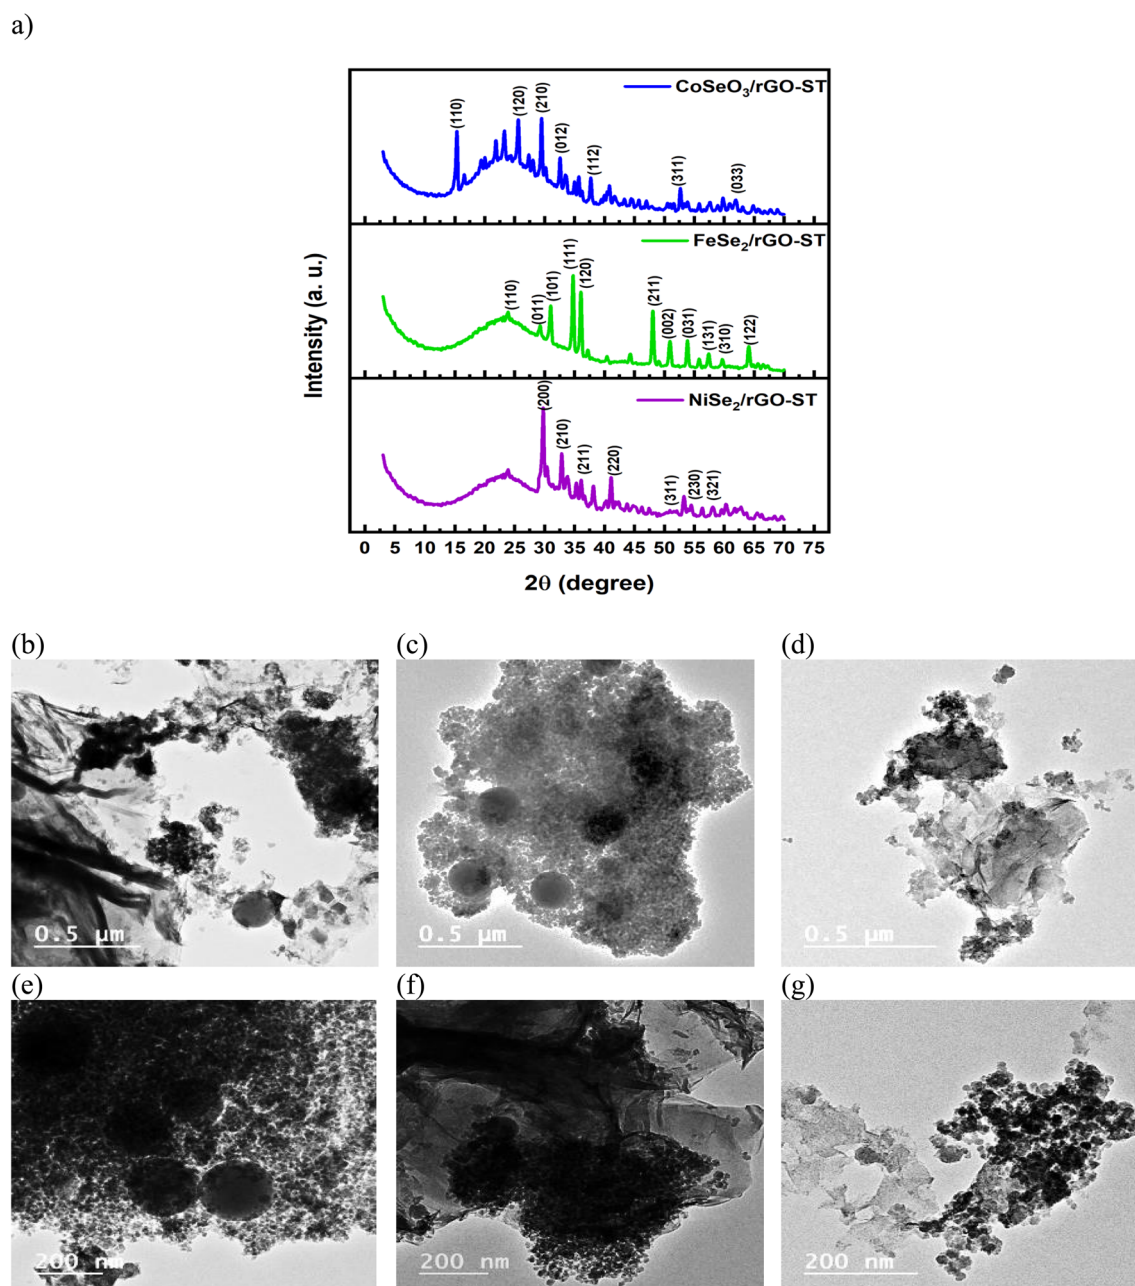 a)
CoSeO3/rGO-ST
(110)
(120)
(210)
(012)
(112)
(311)
(033)
FeSe2/rGO-ST
(110)
(011)
(101)
(111)
(120)
(211)
(002)
(031)
(131)
(310)
(122)
NiSe2/rGO-ST
(200)
(210)
(211)
(220)
(311)
(230)
(321)
Intensity (a. u.)
0 5 10 15 20 25 30 35 40 45 50 55 60 65 70 75
2θ (degree)
(b) (c) (d)
0.5 µm 0.5 µm 0.5 µm
(e) (f) (g)
200 nm 200 nm 200 nm